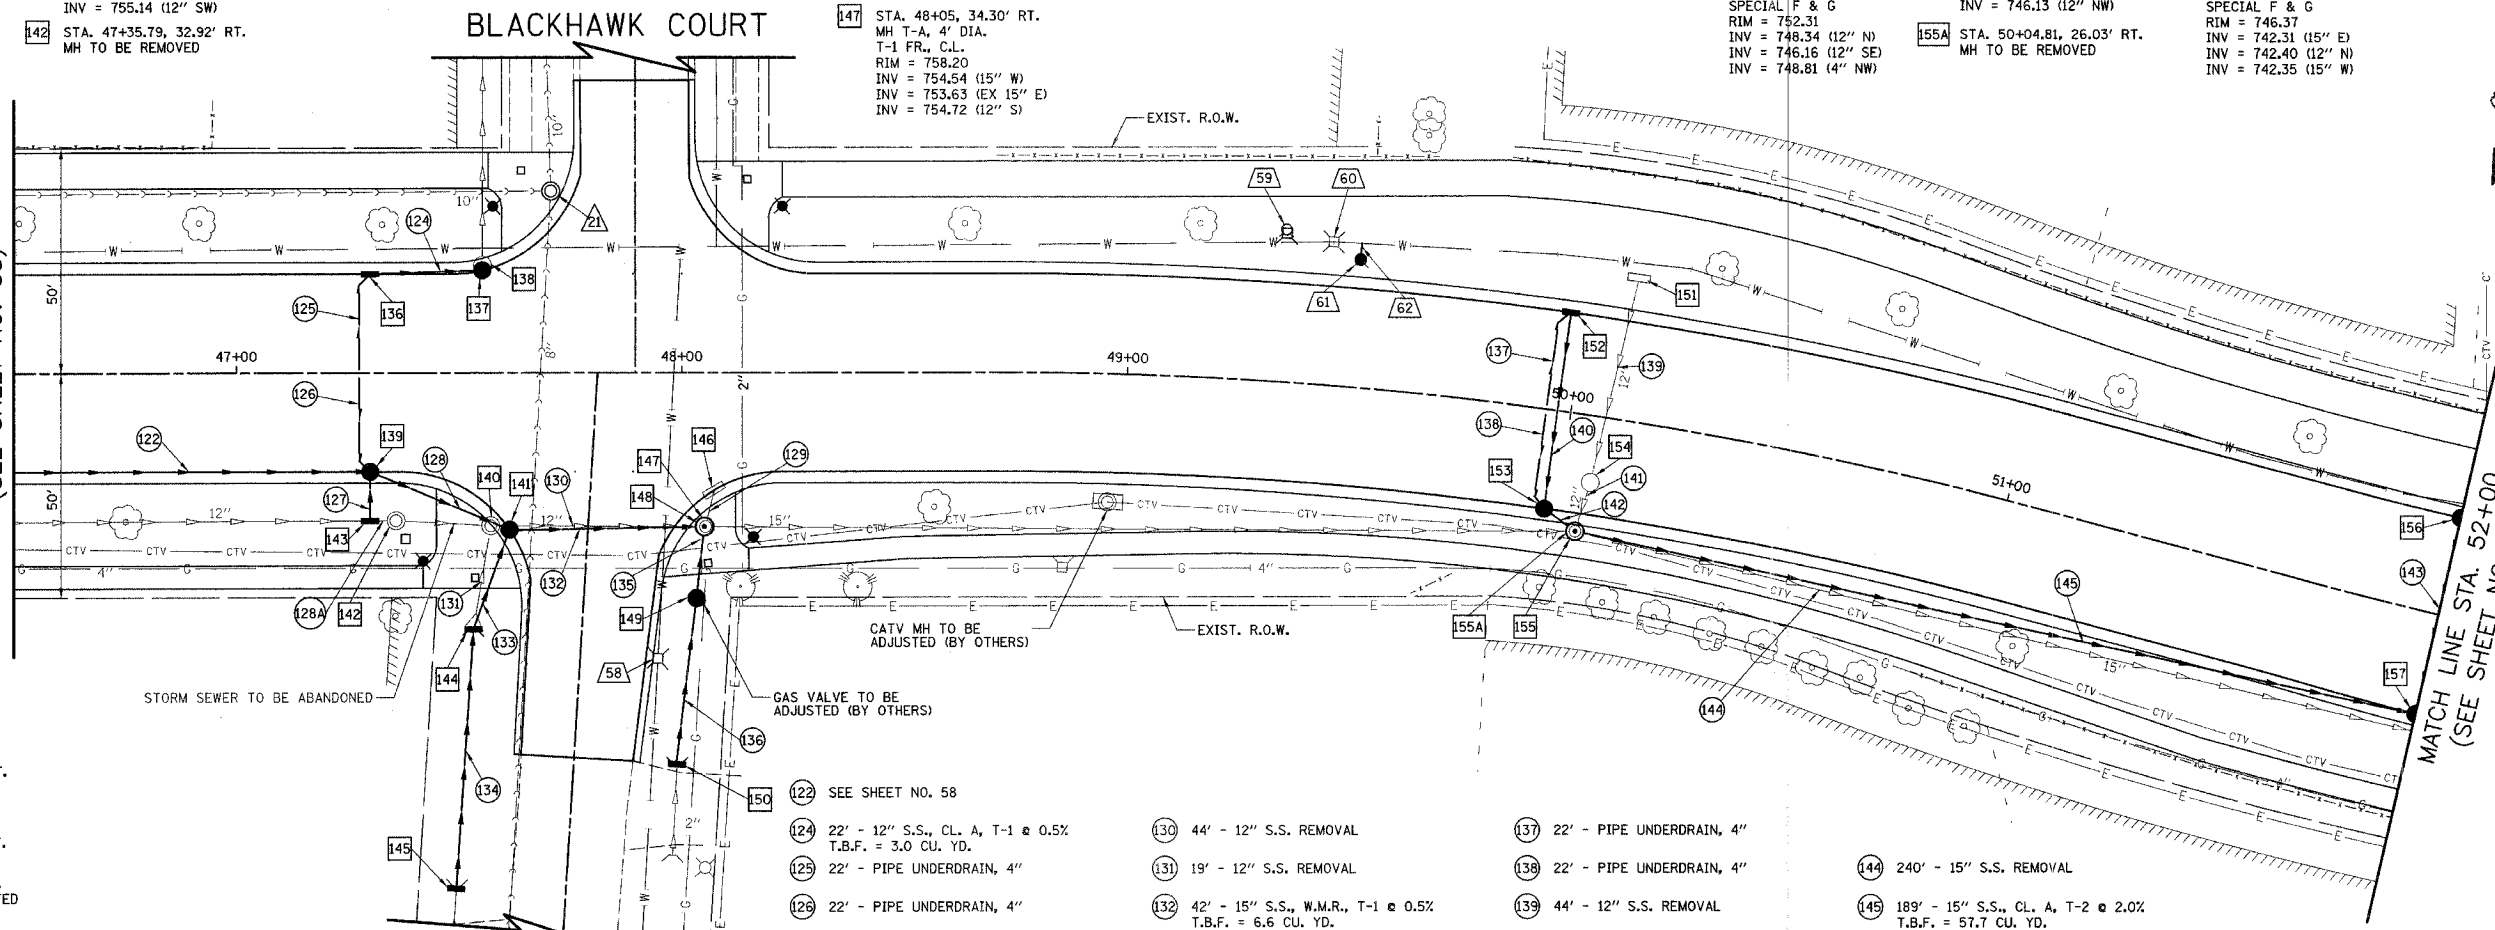 INV = 755.14 (12" SW)
142 STA. 47+35.79, 32.92' RT.
MH TO BE REMOVED
BLACKHAWK COURT
147 STA. 48+05, 34.30' RT.
MH T-A, 4' DIA.
T-1 FR., C.L.
RIM = 758.20
INV = 754.54 (15" W)
INV = 753.63 (EX 15" E)
INV = 754.72 (12" S)
SPECIAL F & G
RIM = 752.31
INV = 748.34 (12" N)
INV = 746.16 (12" SE)
INV = 748.81 (4" NW)
INV = 746.13 (12" NW)
155A STA. 50+04.81, 26.03' RT.
MH TO BE REMOVED
SPECIAL F & G
RIM = 746.37
INV = 742.31 (15" E)
INV = 742.40 (12" N)
INV = 742.35 (15" W)
EXIST. R.O.W.
10"
10"
59
60
21
124
138
137
136
125
50'
61
62
151
152
47+00
48+00
49+00
50+00
51+00
8"
2"
137
139
12"
126
138
140
122
139
128
140
141
130
147
146
129
148
153
154
141
142
12"
50'
127
12"
143
12"
15"
156
4"
128A
142
131
132
135
4"
145
143
133
149
155A
155
144
58
CATV MH TO BE
ADJUSTED (BY OTHERS)
EXIST. R.O.W.
STORM SEWER TO BE ABANDONED
GAS VALVE TO BE
ADJUSTED (BY OTHERS)
144
15"
157
136
134
150
145
2"
4"
MATCH LINE STA. 52+00
122 SEE SHEET NO. 58
124 22' - 12" S.S., CL. A, T-1 @ 0.5%
T.B.F. = 3.0 CU. YD.
125 22' - PIPE UNDERDRAIN, 4"
126 22' - PIPE UNDERDRAIN, 4"
130 44' - 12" S.S. REMOVAL
131 19' - 12" S.S. REMOVAL
132 42' - 15" S.S., W.M.R., T-1 @ 0.5%
T.B.F. = 6.6 CU. YD.
137 22' - PIPE UNDERDRAIN, 4"
138 22' - PIPE UNDERDRAIN, 4"
139 44' - 12" S.S. REMOVAL
144 240' - 15" S.S. REMOVAL
145 189' - 15" S.S., CL. A, T-2 @ 2.0%
T.B.F. = 57.7 CU. YD.